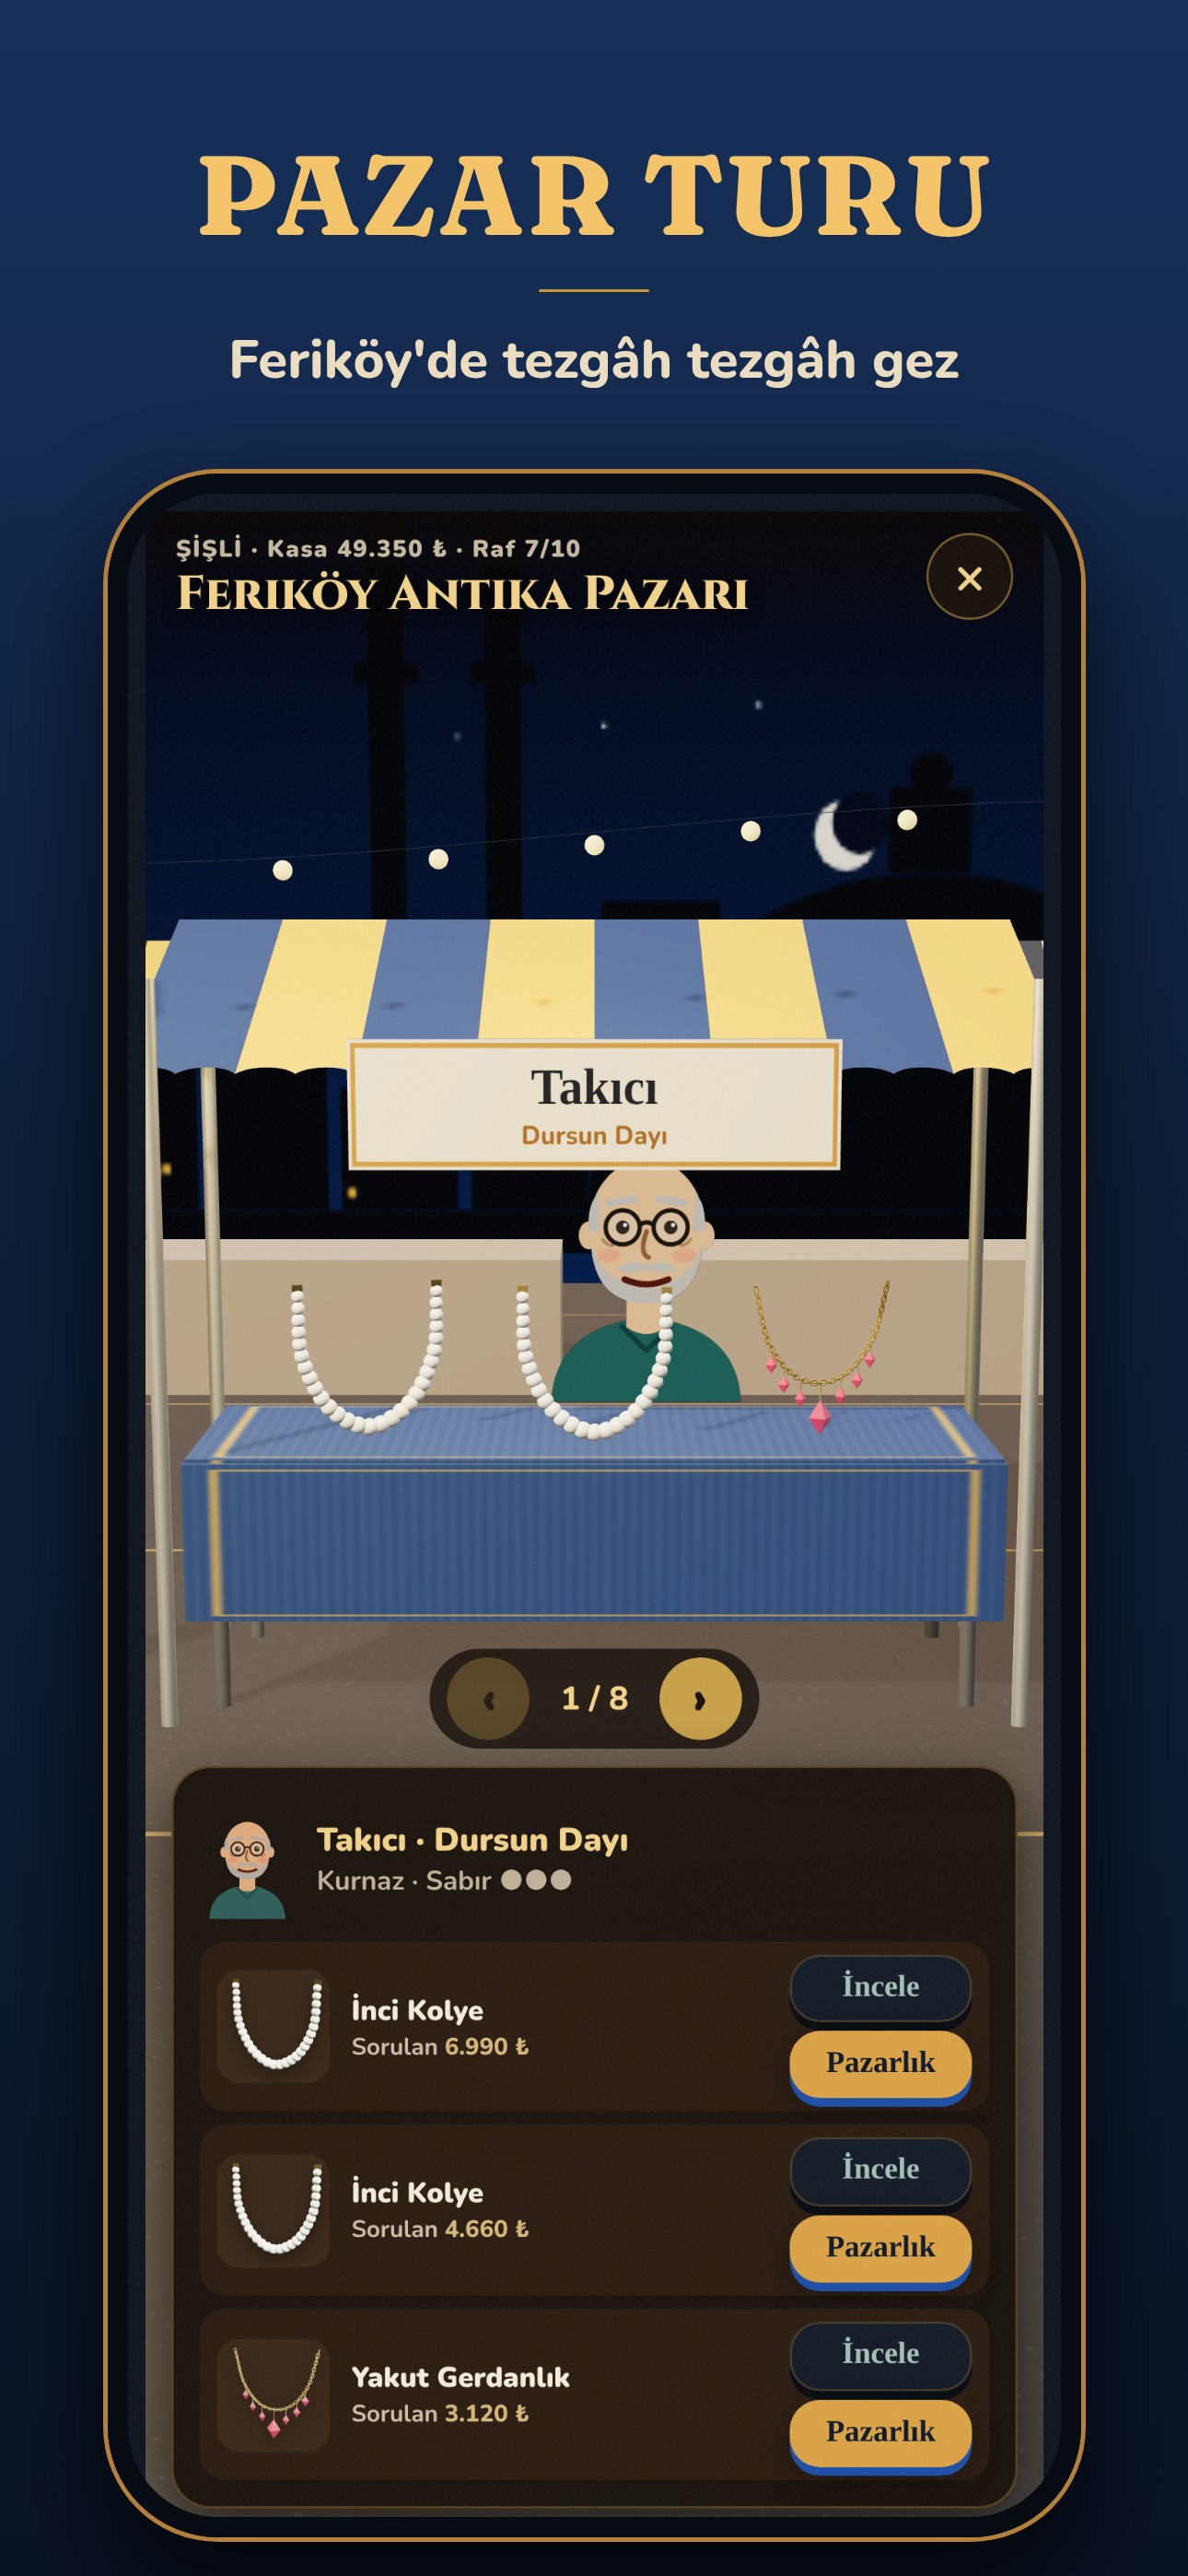 PAZAR TURU
Feriköy'de tezgâh tezgâh gez
ŞİŞLİ · Kasa 49.350 ₺ · Raf 7/10
FERIKÖY ANTIKA PAZARI
Takıcı
Dursun Dayı
1 / 8
Takıcı · Dursun Dayı
Kurnaz · Sabır
İnci Kolye
Sorulan 6.990 ₺
İncele
Pazarlık
İnci Kolye
Sorulan 4.660 ₺
İncele
Pazarlık
Yakut Gerdanlık
Sorulan 3.120 ₺
İncele
Pazarlık